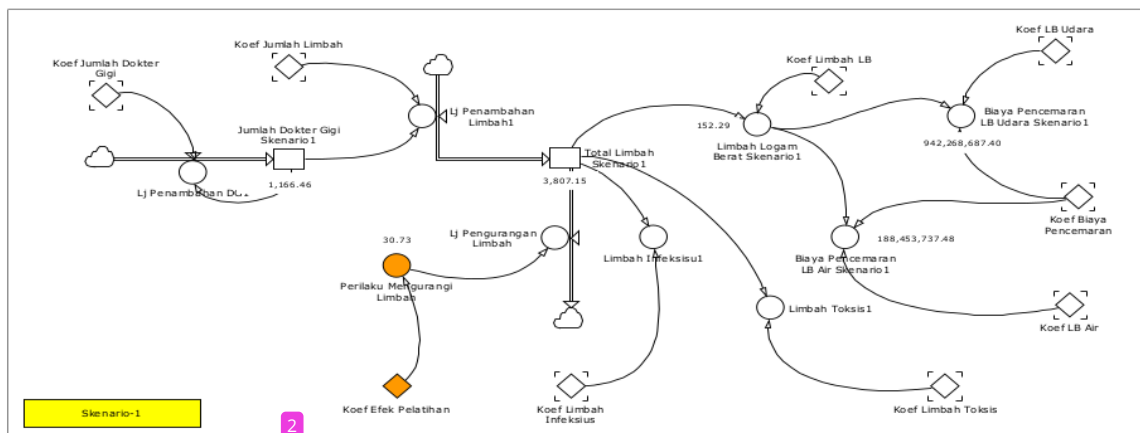 Koef LB Udara
Koef Jumlah Limbah
Koef Jumlah Dokter
Gigi
Koef Limbah LB
Lj Penambahan
Limbah1
Biaya Pencemaran
LB Udara Skenario1
942,268,687.40
152.29
Limbah Logam
Berat Skenario1
Jumlah Dokter Gigi
Skenario1
1,166.46
Lj Penambahan DG1
Total Limbah
Skenario1
3,807.15
Koef Biaya
Pencemaran
Lj Pengurangan
Limbah
30.73
Perilaku Mengurangi
Limbah
Limbah Infeksisu1
188,453,737.48
Biaya Pencemaran
LB Air Skenario1
Limbah Toksis1
Koef LB Air
Koef Efek Pelatihan
Koef Limbah
Infeksius
Koef Limbah Toksis
Skenario-1
2